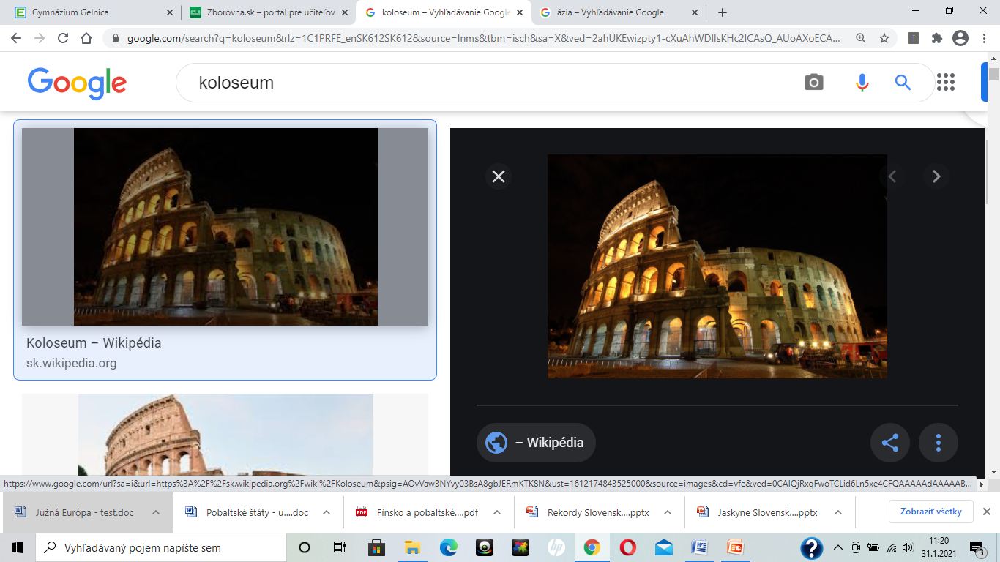 Gymnázium Gelnica
Zborovna.sk – portál pre učiteľov
koloseum – Vyhľadávanie Google
ázia – Vyhľadávanie Google
google.com/search?q=koloseum&rlz=1C1PRFE_enSK612SK612&source=lnms&tbm=isch&sa=X&ved=2ahUKEwizpty1-cXuAhWDIIsKHc2ICAsQ_AUoAXoECA...
Google
koloseum
Koloseum – Wikipédia
sk.wikipedia.org
– Wikipédia
https://www.google.com/url?sa=i&url=https%3A%2F%2Fsk.wikipedia.org%2Fwiki%2FKoloseum&psig=AOvVaw3NYvy03BsA8gbJERmKTK8N&ust=1612174843525000&source=images&cd=vfe&ved=0CAIQjRxqFwoTCLid6Ln5xe4CFQAAAAAdAAAAAB...
Južná Európa - test.doc
Pobaltské štáty - u....doc
Fínsko a pobaltské....pdf
Rekordy Slovensk....pptx
Jaskyne Slovensk....pptx
Zobraziť všetky
Vyhľadávaný pojem napíšte sem
11:20
31.1.2021
3